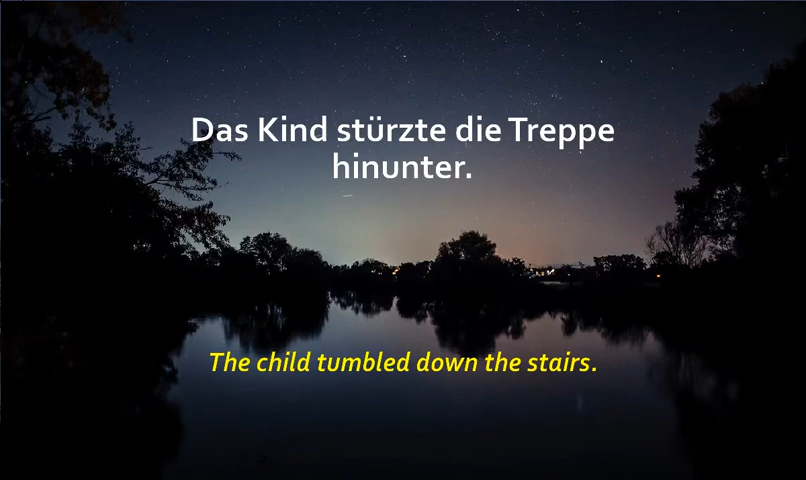 Das Kind stürzte die Treppe
hinunter.
The child tumbled down the stairs.